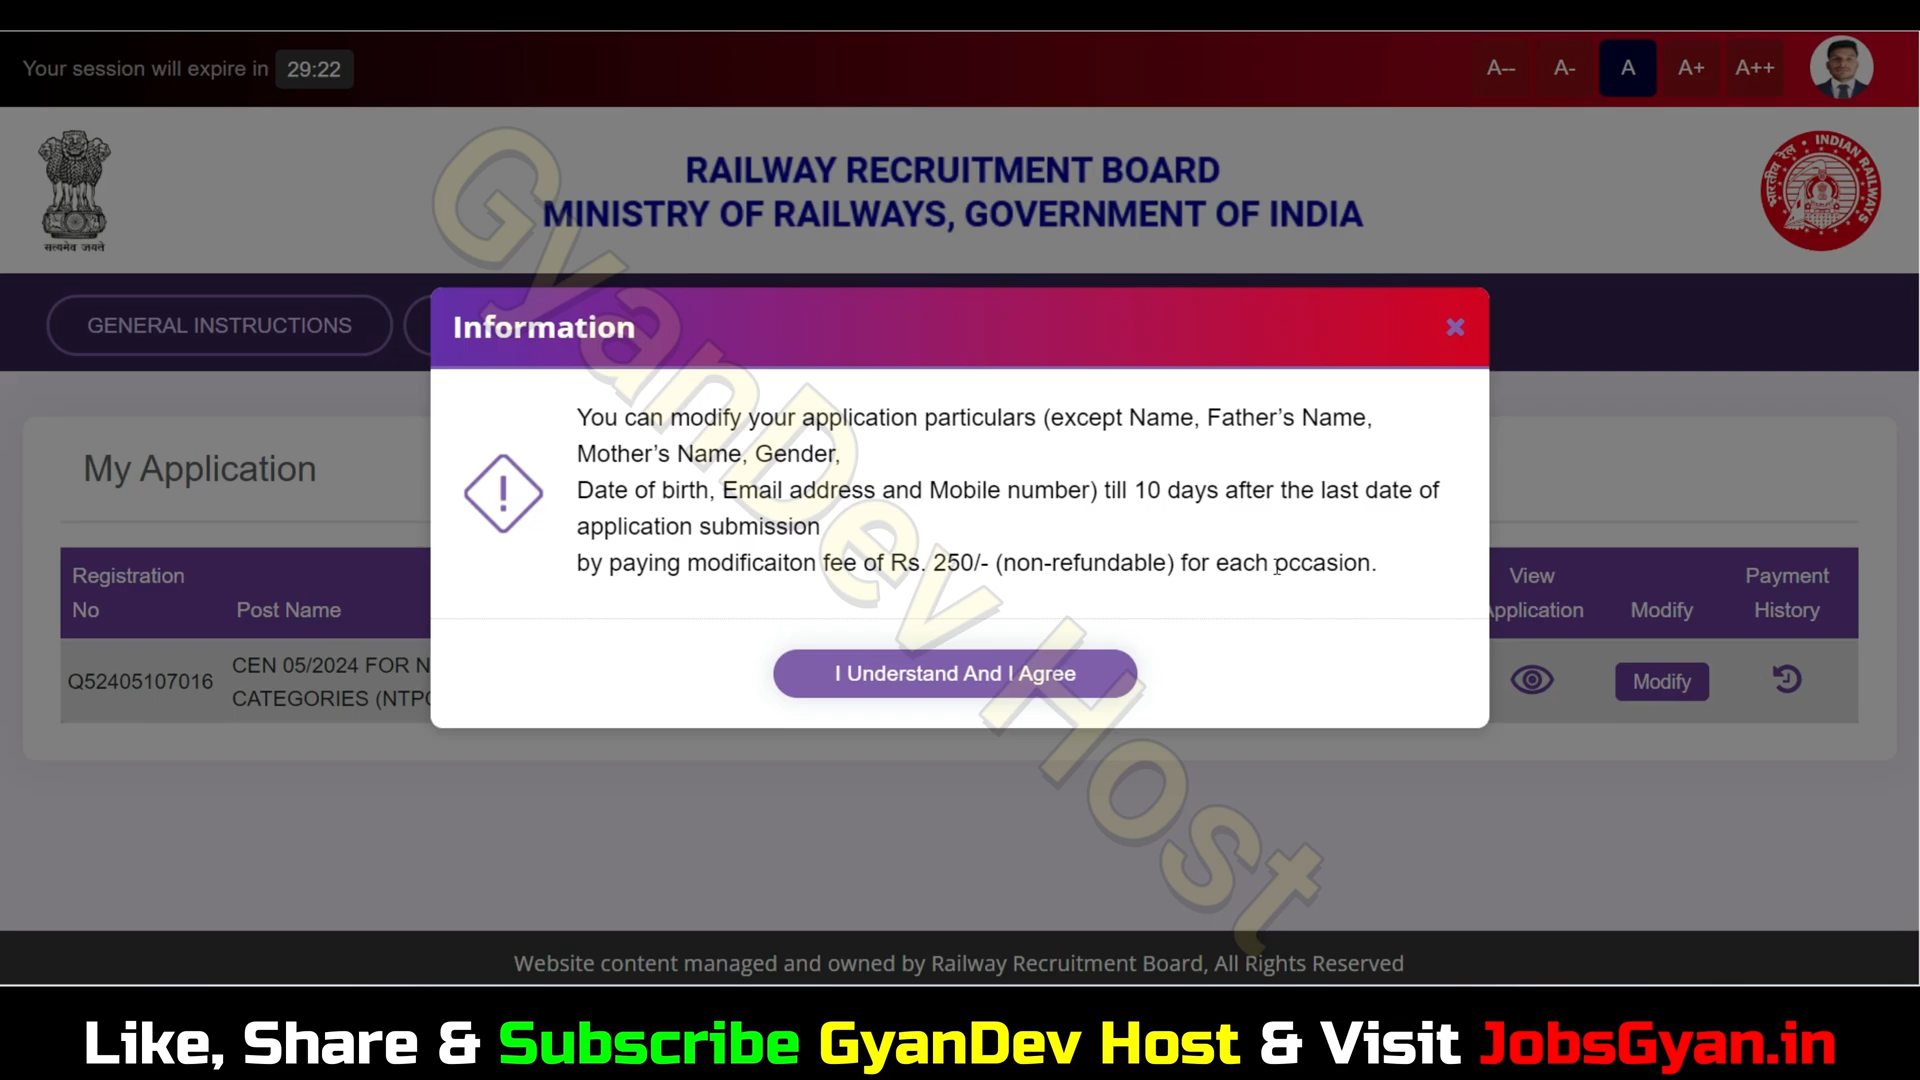 Your session will expire in 29:22
A-- A- A A+ A++
RAILWAY RECRUITMENT BOARD
MINISTRY OF RAILWAYS, GOVERNMENT OF INDIA
सत्यमेव जयते
भारतीय रेल • INDIAN RAILWAYS
GENERAL INSTRUCTIONS
Information
You can modify your application particulars (except Name, Father’s Name,
Mother’s Name, Gender,
Date of birth, Email address and Mobile number) till 10 days after the last date of
application submission
by paying modificaiton fee of Rs. 250/- (non-refundable) for each occasion.
I Understand And I Agree
My Application
Registration
No
Post Name
View
Application
Modify
Payment
History
Q52405107016
CEN 05/2024 FOR N
CATEGORIES (NTPC
Modify
GyanDev Host
Website content managed and owned by Railway Recruitment Board, All Rights Reserved
Like, Share & Subscribe GyanDev Host & Visit JobsGyan.in